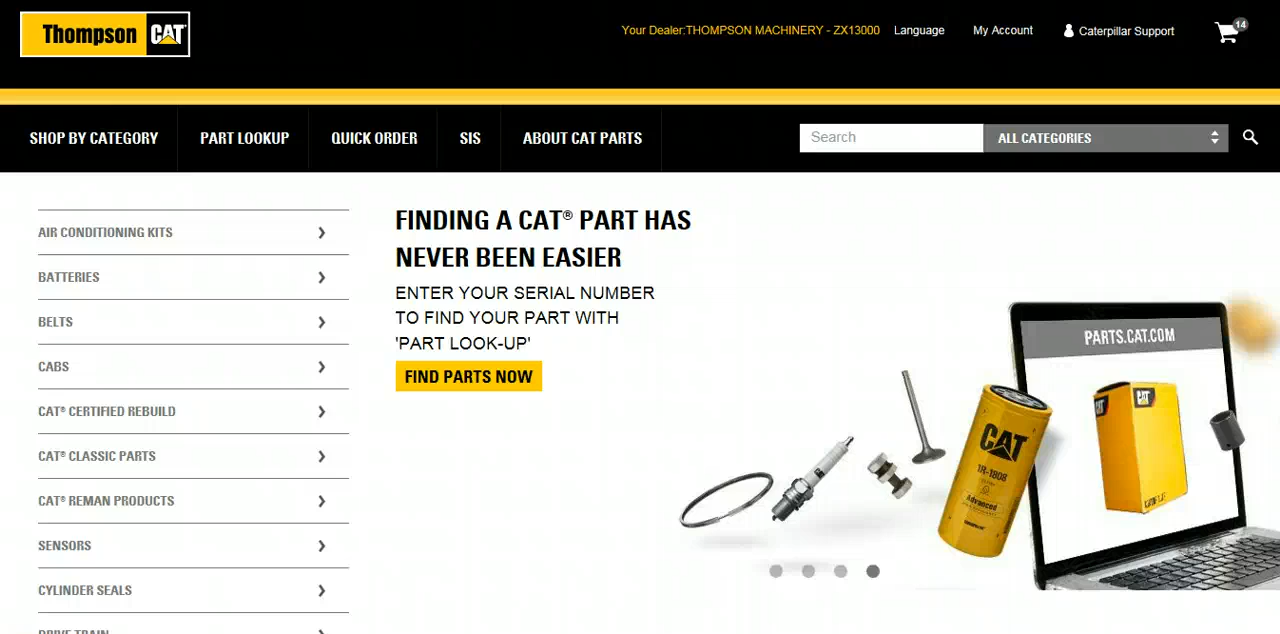 Thompson CAT
Your Dealer:THOMPSON MACHINERY - ZX13000
Language
My Account
Caterpillar Support
14
SHOP BY CATEGORY
PART LOOKUP
QUICK ORDER
SIS
ABOUT CAT PARTS
Search
ALL CATEGORIES
AIR CONDITIONING KITS
BATTERIES
BELTS
CABS
CAT® CERTIFIED REBUILD
CAT® CLASSIC PARTS
CAT® REMAN PRODUCTS
SENSORS
CYLINDER SEALS
DRIVE TRAIN
FINDING A CAT® PART HAS
NEVER BEEN EASIER
ENTER YOUR SERIAL NUMBER
TO FIND YOUR PART WITH
'PART LOOK-UP'
FIND PARTS NOW
PARTS.CAT.COM
CAT
CAT
CAT
1R-1808
Advanced